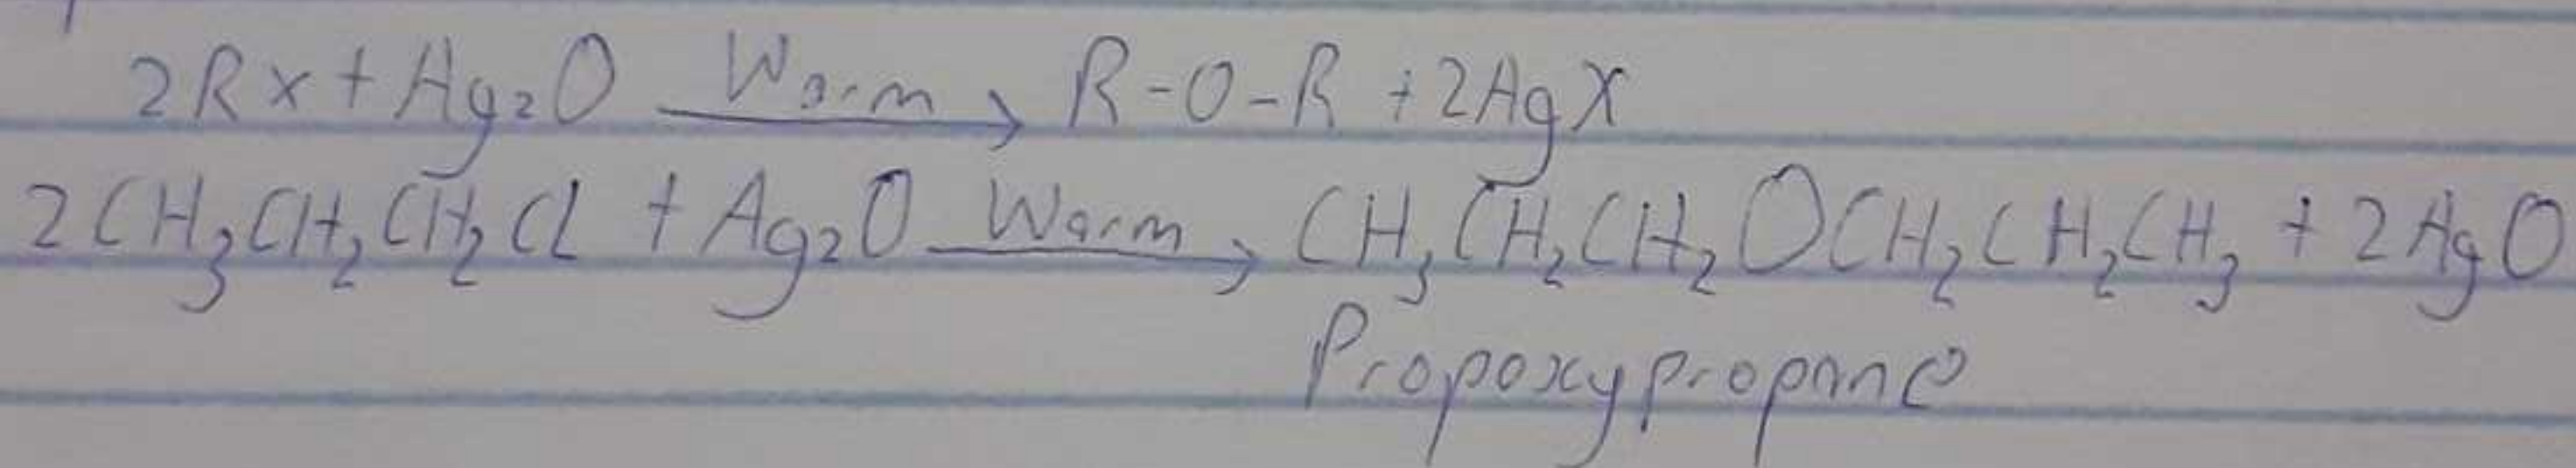 2Rx + Ag₂O Warm→ R-O-R + 2AgX
2CH₃CH₂CH₂Cl + Ag₂O Warm→ CH₃CH₂CH₂OCH₂CH₂CH₃ + 2AgO
Propoxypropane